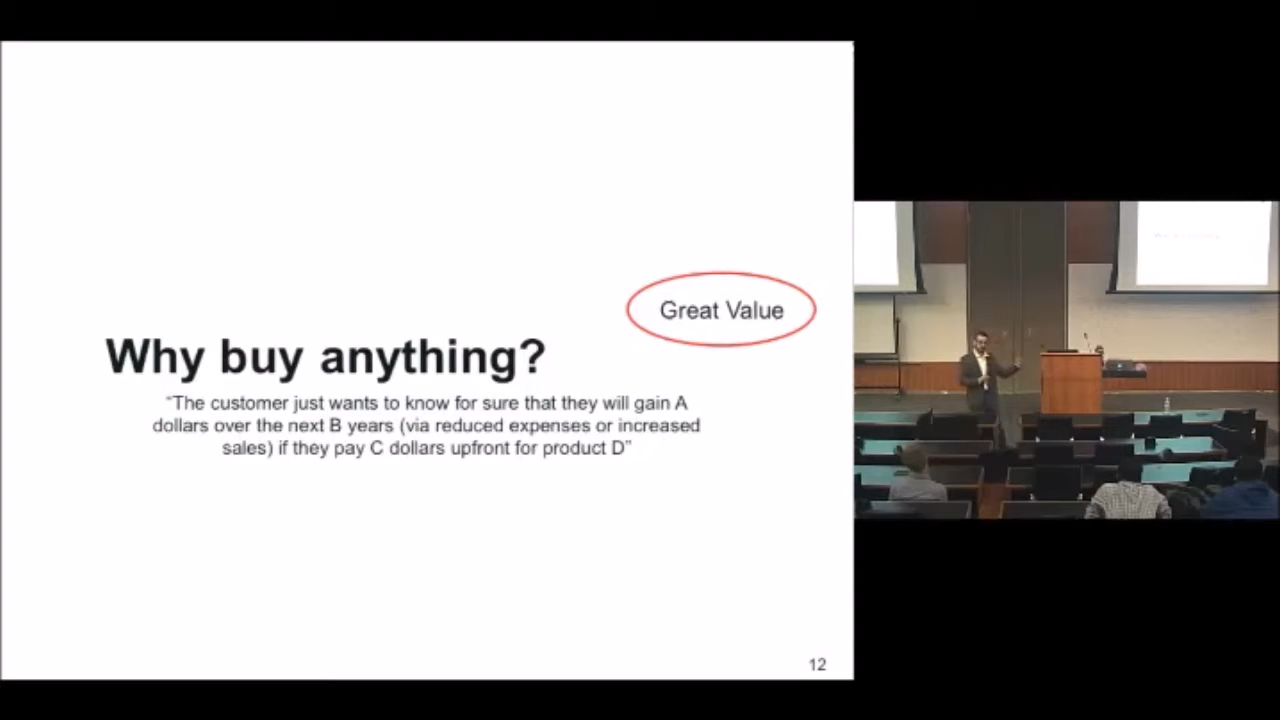 Great Value
Why buy anything?
“The customer just wants to know for sure that they will gain A
dollars over the next B years (via reduced expenses or increased
sales) if they pay C dollars upfront for product D”
12